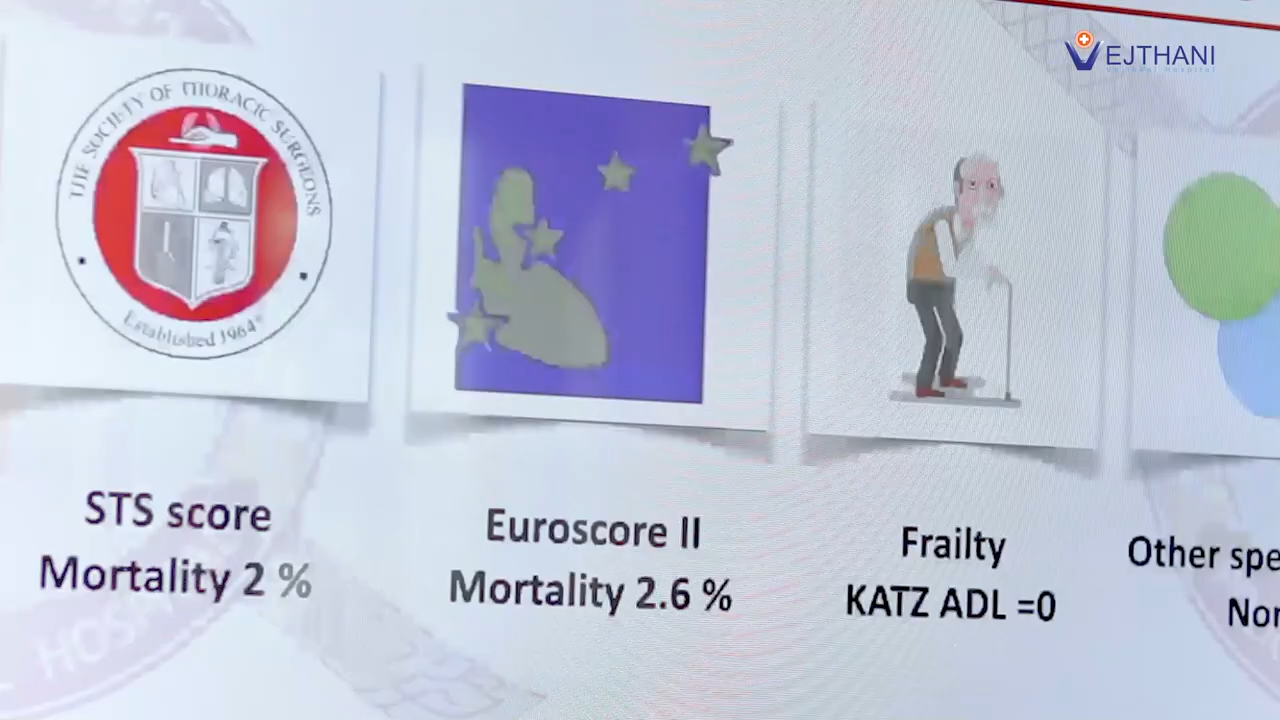 VEJTHANI
THE SOCIETY OF THORACIC SURGEONS
Established 1964
STS score
Mortality 2 %
Euroscore II
Mortality 2.6 %
Frailty
KATZ ADL =0
Other spe
Nor
HOS